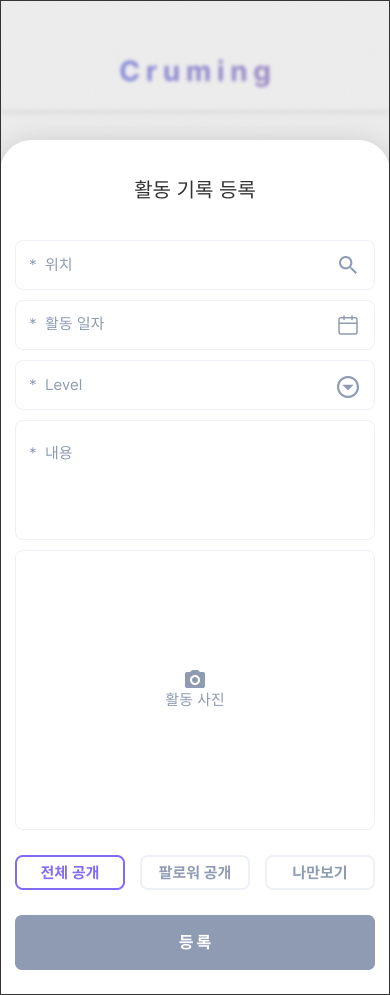 Cruming
활동 기록 등록
* 위치
* 활동 일자
* Level
* 내용
활동 사진
전체 공개 팔로워 공개 나만보기
등록